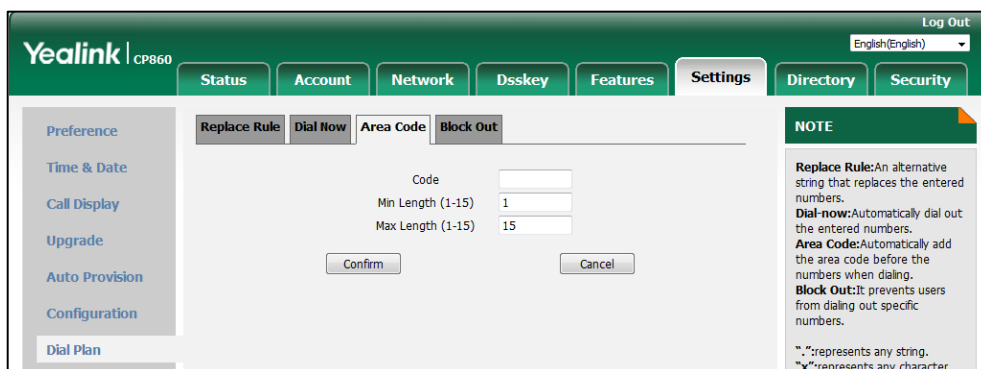 Log Out
Yealink | CP860
English(English)
Status Account Network Dsskey Features Settings Directory Security
Preference
Time & Date
Call Display
Upgrade
Auto Provision
Configuration
Dial Plan
Replace Rule Dial Now Area Code Block Out
Code
Min Length (1-15) 1
Max Length (1-15) 15
Confirm Cancel
NOTE
Replace Rule:An alternative
string that replaces the entered
numbers.
Dial-now:Automatically dial out
the entered numbers.
Area Code:Automatically add
the area code before the
numbers when dialing.
Block Out:It prevents users
from dialing out specific
numbers.
".":represents any string.
"x":represents any character